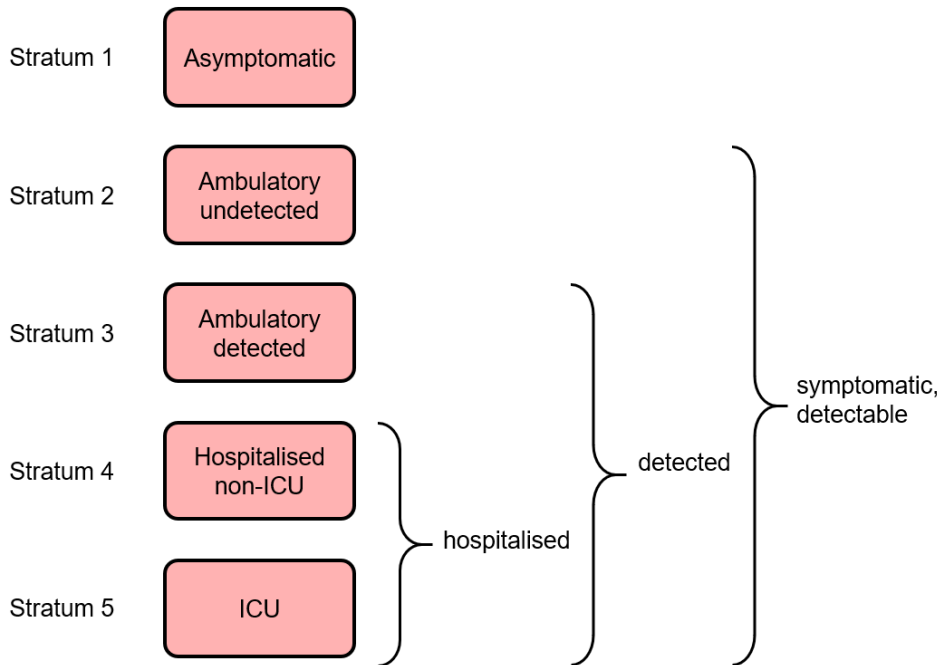 Stratum 1
Asymptomatic
Stratum 2
Ambulatory
undetected
Stratum 3
Ambulatory
detected
symptomatic,
detectable
Stratum 4
Hospitalised
non-ICU
detected
hospitalised
Stratum 5
ICU